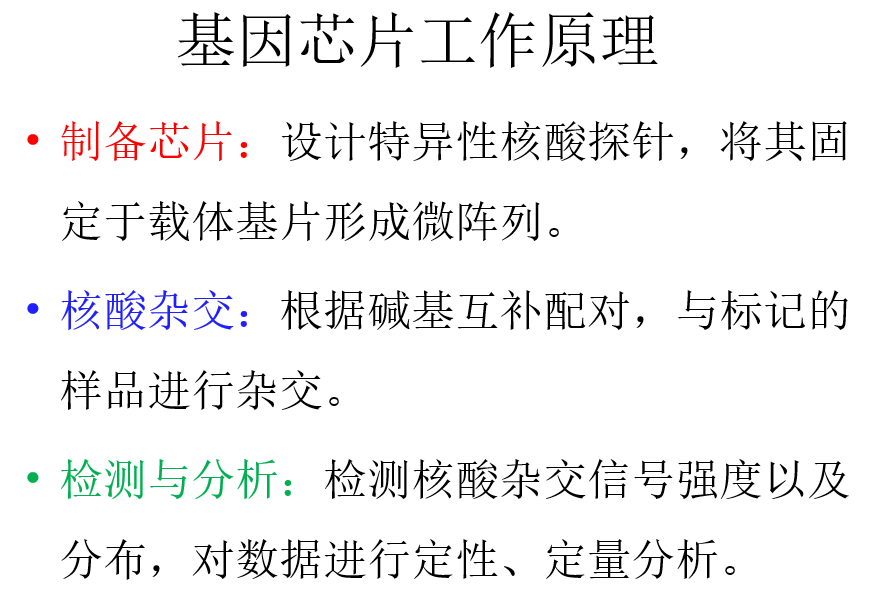 基因芯片工作原理
• 制备芯片：设计特异性核酸探针，将其固
定于载体基片形成微阵列。
• 核酸杂交：根据碱基互补配对，与标记的
样品进行杂交。
• 检测与分析：检测核酸杂交信号强度以及
分布，对数据进行定性、定量分析。